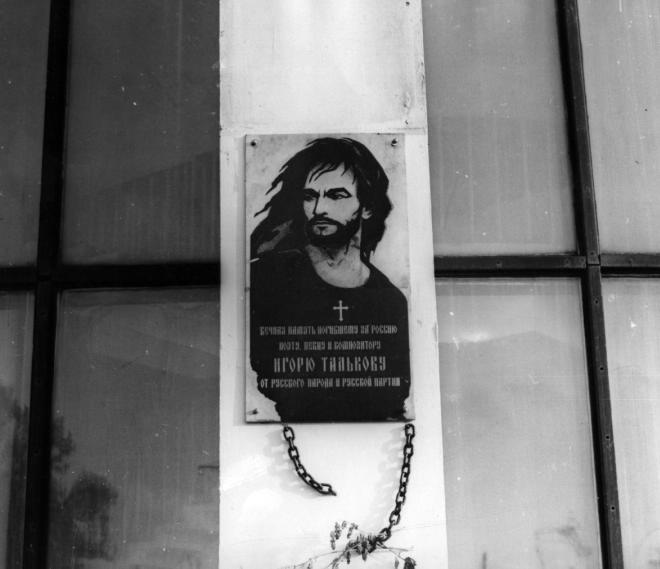 ВЕЧНАЯ ПАМЯТЬ ПОГИБШЕМУ ЗА РОССИЮ
ПОЭТУ, ПЕВЦУ И КОМПОЗИТОРУ
ИГОРЮ ТАЛЬКОВУ
ОТ РУССКОГО НАРОДА И РУССКОЙ ПАРТИИ